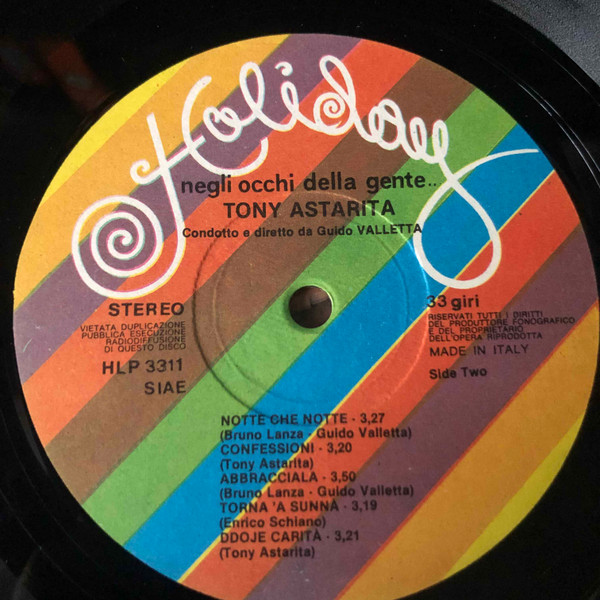 Holiday
negli occhi della gente..
TONY ASTARITA
Condotto e diretto da Guido VALLETTA
STEREO
VIETATA DUPLICAZIONE
PUBBLICA ESECUZIONE
RADIODIFFUSIONE
DI QUESTO DISCO
HLP 3311
SIAE
33 giri
RISERVATI TUTTI I DIRITTI
DEL PRODUTTORE FONOGRAFICO
E DEL PROPRIETARIO
DELL'OPERA RIPRODOTTA
MADE IN ITALY
Side Two
NOTTE CHE NOTTE - 3,27
(Bruno Lanza - Guido Valletta)
CONFESSIONI - 3,20
(Tony Astarita)
ABBRACCIALA - 3,50
(Bruno Lanza - Guido Valletta)
TORNA 'A SUNNÀ - 3,19
(Enrico Schiano)
DDOJE CARITÀ - 3,21
(Tony Astarita)